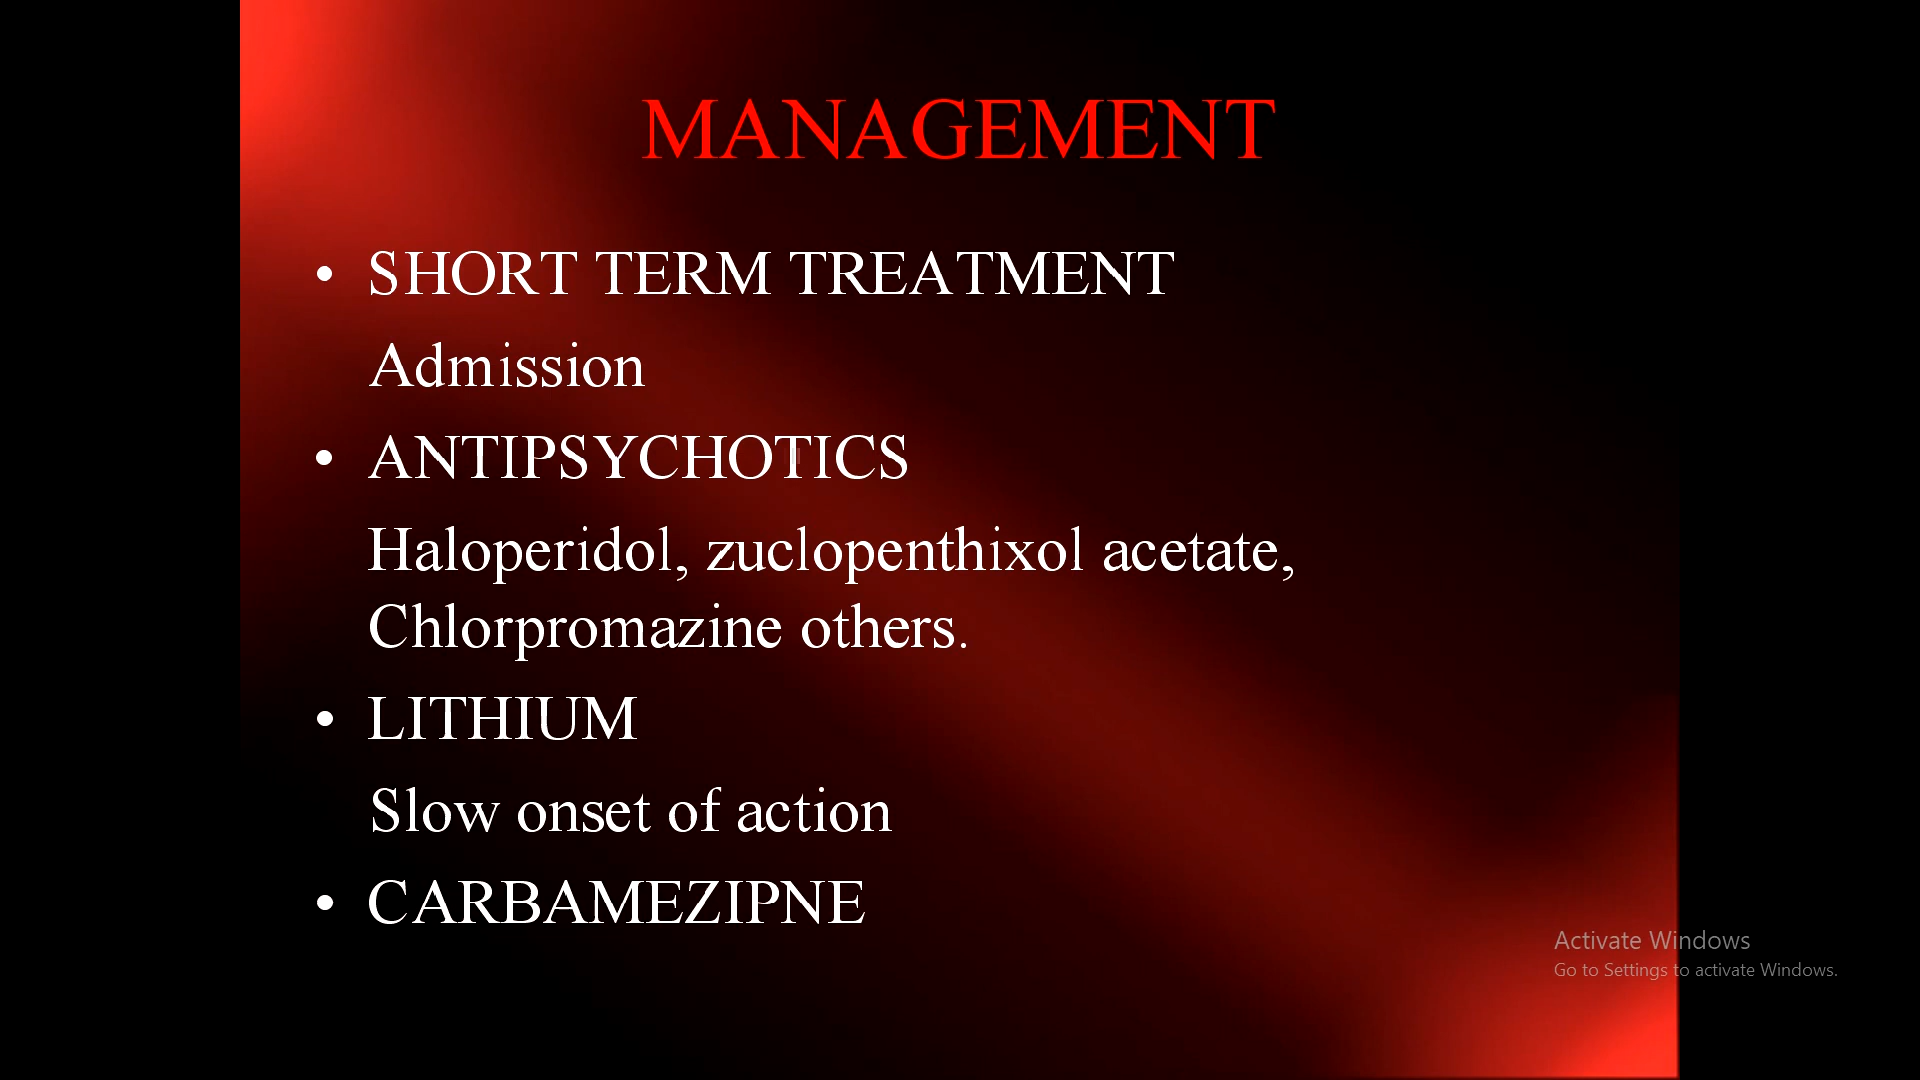 MANAGEMENT
• SHORT TERM TREATMENT
Admission
• ANTIPSYCHOTICS
Haloperidol, zuclopenthixol acetate,
Chlorpromazine others.
• LITHIUM
Slow onset of action
• CARBAMEZIPNE
Activate Windows
Go to Settings to activate Windows.